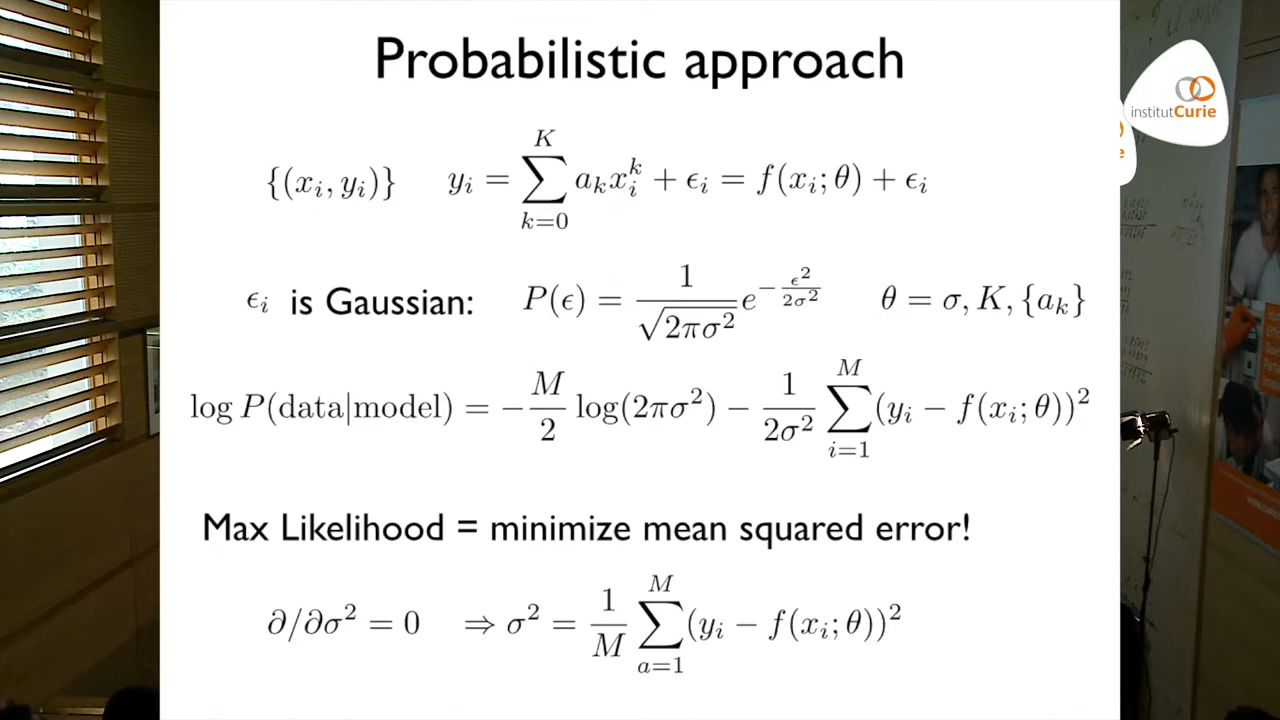 Probabilistic approach
institutCurie
{(x_i, y_i)} y_i = \sum_{k=0}^{K} a_k x_i^k + \epsilon_i = f(x_i; \theta) + \epsilon_i
\epsilon_i is Gaussian: P(\epsilon) = \frac{1}{\sqrt{2\pi\sigma^2}} e^{-\frac{\epsilon^2}{2\sigma^2}} \theta = \sigma, K, \{a_k\}
\log P(data|model) = -\frac{M}{2} \log(2\pi\sigma^2) - \frac{1}{2\sigma^2} \sum_{i=1}^{M} (y_i - f(x_i; \theta))^2
Max Likelihood = minimize mean squared error!
\partial/\partial\sigma^2 = 0 \Rightarrow \sigma^2 = \frac{1}{M} \sum_{a=1}^{M} (y_i - f(x_i; \theta))^2